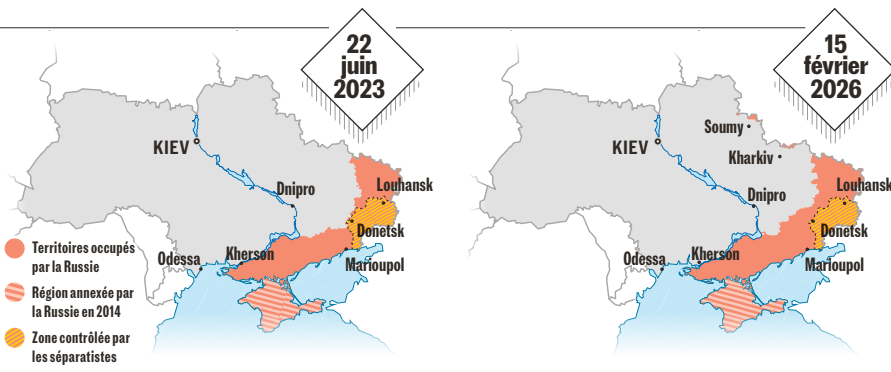 22
juin
2023
KIEV
Dnipro
Louhansk
Donetsk
Odessa
Kherson
Marioupol
Territoires occupés
par la Russie
Région annexée par
la Russie en 2014
Zone contrôlée par
les séparatistes
15
février
2026
Soumy
KIEV
Kharkiv
Dnipro
Louhansk
Donetsk
Odessa
Kherson
Marioupol